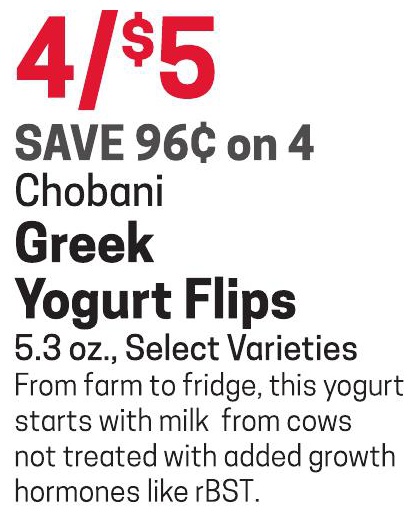 4/$5
SAVE 96¢ on 4
Chobani
Greek
Yogurt Flips
5.3 oz., Select Varieties
From farm to fridge, this yogurt
starts with milk from cows
not treated with added growth
hormones like rBST.